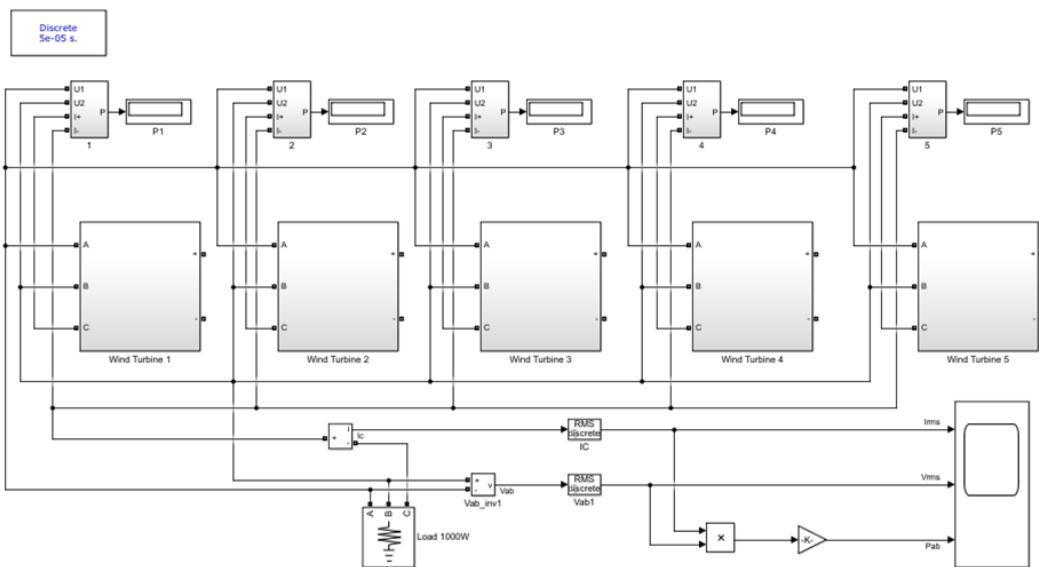 Discrete
5e-05 s.
U1
U2
I+
I-
P
1
P1
U1
U2
I+
I-
P
2
P2
U1
U2
I+
I-
P
3
P3
U1
U2
I+
I-
P
4
P4
U1
U2
I+
I-
P
5
P5
A
B
C
+
-
Wind Turbine 1
A
B
C
+
-
Wind Turbine 2
A
B
C
+
-
Wind Turbine 3
A
B
C
+
-
Wind Turbine 4
A
B
C
+
-
Wind Turbine 5
+
i
-
Ic
RMS
discrete
IC
Irms
+
-
v
Vab_inv1
Vab
RMS
discrete
Vab1
Vrms
A
B
C
Load 1000W
×
-K-
Pab